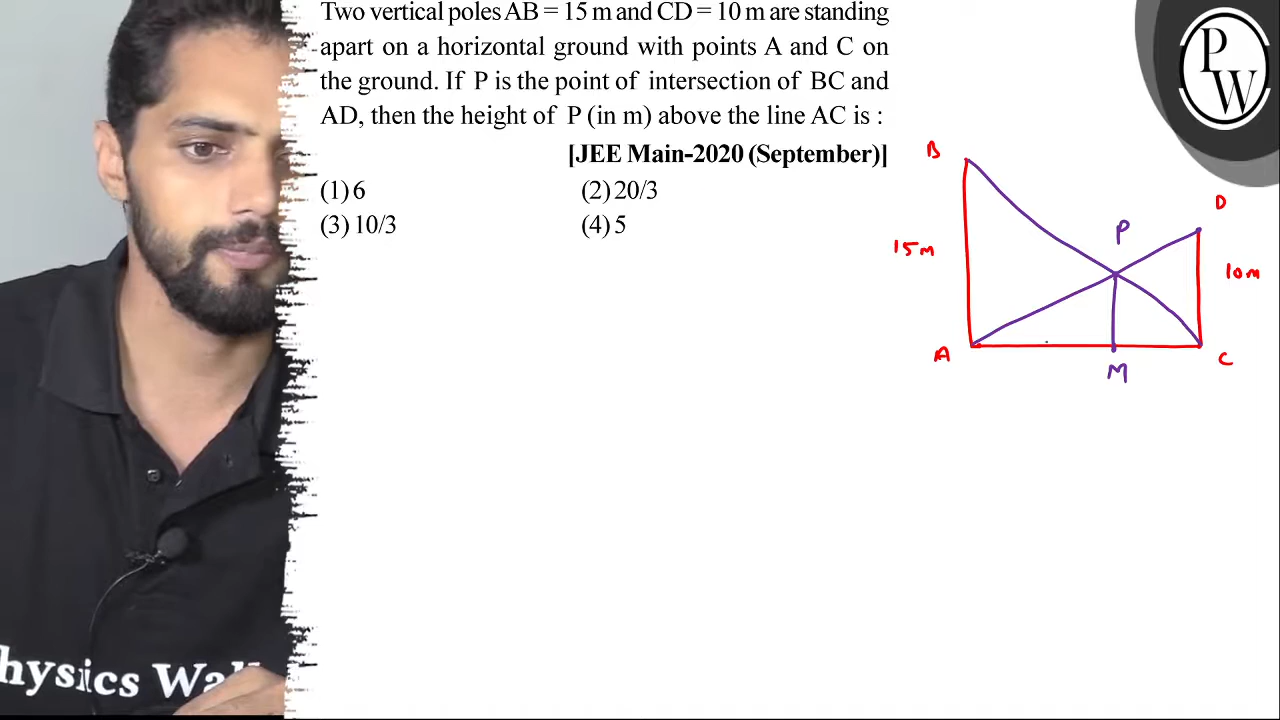 Two vertical poles AB = 15 m and CD = 10 m are standing
apart on a horizontal ground with points A and C on
the ground. If P is the point of intersection of BC and
AD, then the height of P (in m) above the line AC is :
[JEE Main-2020 (September)]
(1) 6 (2) 20/3
(3) 10/3 (4) 5
P
W
B
D
P
15m
10m
A
C
M
hysics Wall